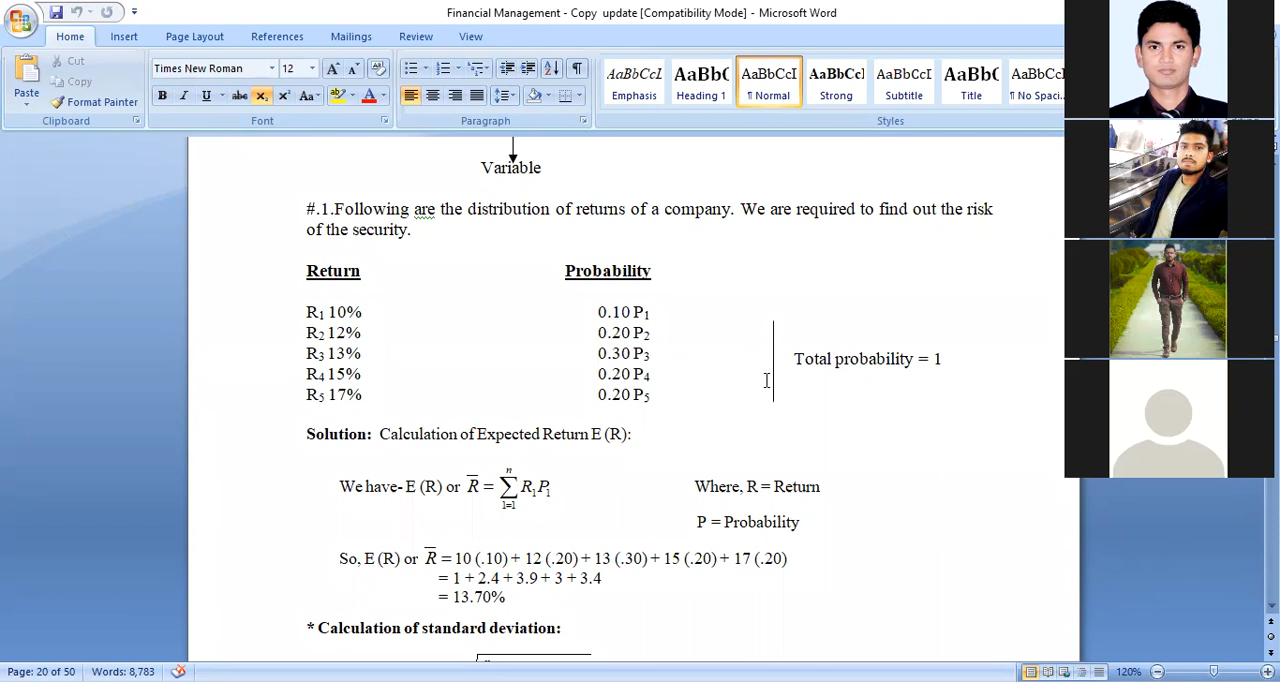 Financial Management - Copy update [Compatibility Mode] - Microsoft Word
Home Insert Page Layout References Mailings Review View
Paste
Cut
Copy
Format Painter
Clipboard
Times New Roman 12
B I U abc x₂ x² Aa
Font
Paragraph
AaBbCcI AaBbC AaBbCcI AaBbCcI AaBbCcI AaBbC AaBbCcI
Emphasis Heading 1 ¶ Normal Strong Subtitle Title ¶ No Spaci...
Styles
Variable
#.1.Following are the distribution of returns of a company. We are required to find out the risk
of the security.
Return Probability
R₁ 10% 0.10 P₁
R₂ 12% 0.20 P₂
R₃ 13% 0.30 P₃
Total probability = 1
R₄ 15% 0.20 P₄
R₅ 17% 0.20 P₅
Solution: Calculation of Expected Return E (R):
We have- E (R) or R̅ = ∑ⁿ₁₌₁ R₁P₁ Where, R = Return
P = Probability
So, E (R) or R̅ = 10 (.10) + 12 (.20) + 13 (.30) + 15 (.20) + 17 (.20)
= 1 + 2.4 + 3.9 + 3 + 3.4
= 13.70%
* Calculation of standard deviation:
Page: 20 of 50 Words: 8,783 120%